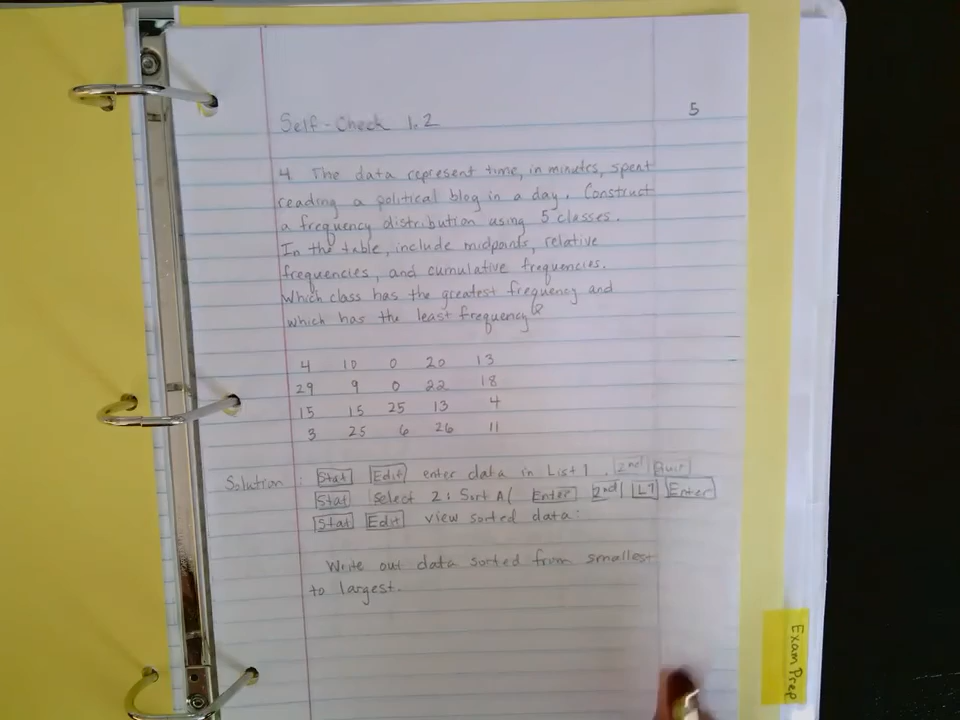 Self-Check 1.2
5
4 The data represent time, in minutes, spent
reading a political blog in a day. Construct
a frequency distribution using 5 classes.
In the table, include midpoints, relative
frequencies, and cumulative frequencies.
Which class has the greatest frequency and
which has the least frequency?
4 10 0 20 13
29 9 0 22 18
15 15 25 13 4
3 25 6 26 11
Solution: Stat Edit enter data in List 1. 2nd Quit
Stat Select 2: Sort A( Enter 2nd L1 Enter
Stat Edit view sorted data:
Write out data sorted from smallest
to largest.
Exam Prep